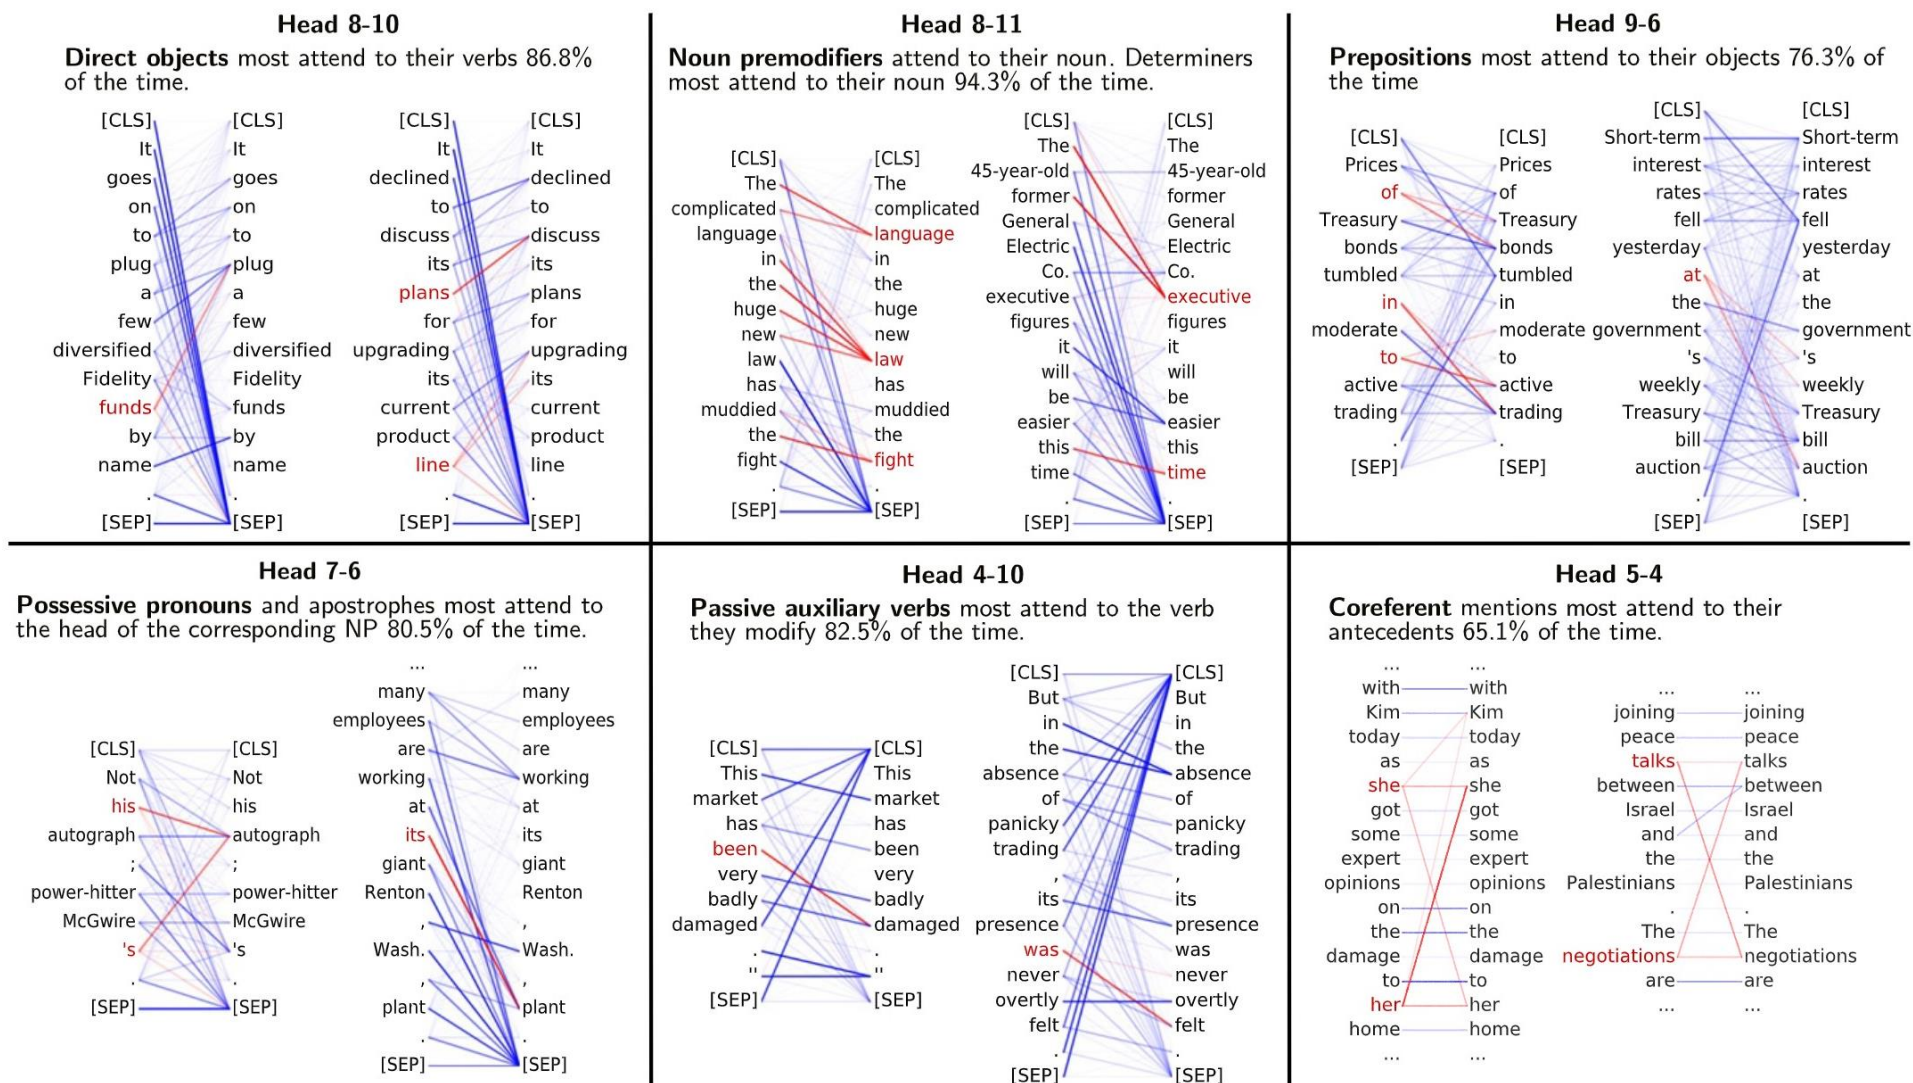 Head 8-10
Direct objects most attend to their verbs 86.8%
of the time.
[CLS] [CLS]
It It
goes goes
on on
to to
plug plug
a a
few few
diversified diversified
Fidelity Fidelity
funds funds
by by
name name
. .
[SEP] [SEP]
[CLS] [CLS]
It It
declined declined
to to
discuss discuss
its its
plans plans
for for
upgrading upgrading
its its
current current
product product
line line
. .
[SEP] [SEP]
Head 8-11
Noun premodifiers attend to their noun. Determiners
most attend to their noun 94.3% of the time.
[CLS] [CLS]
The The
complicated complicated
language language
in in
the the
huge huge
new new
law law
has has
muddied muddied
the the
fight fight
. .
[SEP] [SEP]
[CLS] [CLS]
The The
45-year-old 45-year-old
former former
General General
Electric Electric
Co. Co.
executive executive
figures figures
it it
will will
be be
easier easier
this this
time time
. .
[SEP] [SEP]
Head 9-6
Prepositions most attend to their objects 76.3% of
the time
[CLS] [CLS]
Prices Prices
of of
Treasury Treasury
bonds bonds
tumbled tumbled
in in
moderate moderate
to to
active active
trading trading
. .
[SEP] [SEP]
[CLS] [CLS]
Short-term Short-term
interest interest
rates rates
fell fell
yesterday yesterday
at at
the the
government government
's 's
weekly weekly
Treasury Treasury
bill bill
auction auction
. .
[SEP] [SEP]
Head 7-6
Possessive pronouns and apostrophes most attend to
the head of the corresponding NP 80.5% of the time.
[CLS] [CLS]
Not Not
his his
autograph autograph
; ;
power-hitter power-hitter
McGwire McGwire
's 's
. .
[SEP] [SEP]
... ...
many many
employees employees
are are
working working
at at
its its
giant giant
Renton Renton
, ,
Wash. Wash.
, ,
plant plant
. .
[SEP] [SEP]
Head 4-10
Passive auxiliary verbs most attend to the verb
they modify 82.5% of the time.
[CLS] [CLS]
This This
market market
has has
been been
very very
badly badly
damaged damaged
. .
'' ''
[SEP] [SEP]
[CLS] [CLS]
But But
in in
the the
absence absence
of of
panicky panicky
trading trading
, ,
its its
presence presence
was was
never never
overtly overtly
felt felt
. .
[SEP] [SEP]
Head 5-4
Coreferent mentions most attend to their
antecedents 65.1% of the time.
... ...
with with
Kim Kim
today today
as as
she she
got got
some some
expert expert
opinions opinions
on on
the the
damage damage
to to
her her
home home
... ...
... ...
joining joining
peace peace
talks talks
between between
Israel Israel
and and
the the
Palestinians Palestinians
. .
The The
negotiations negotiations
are are
... ...